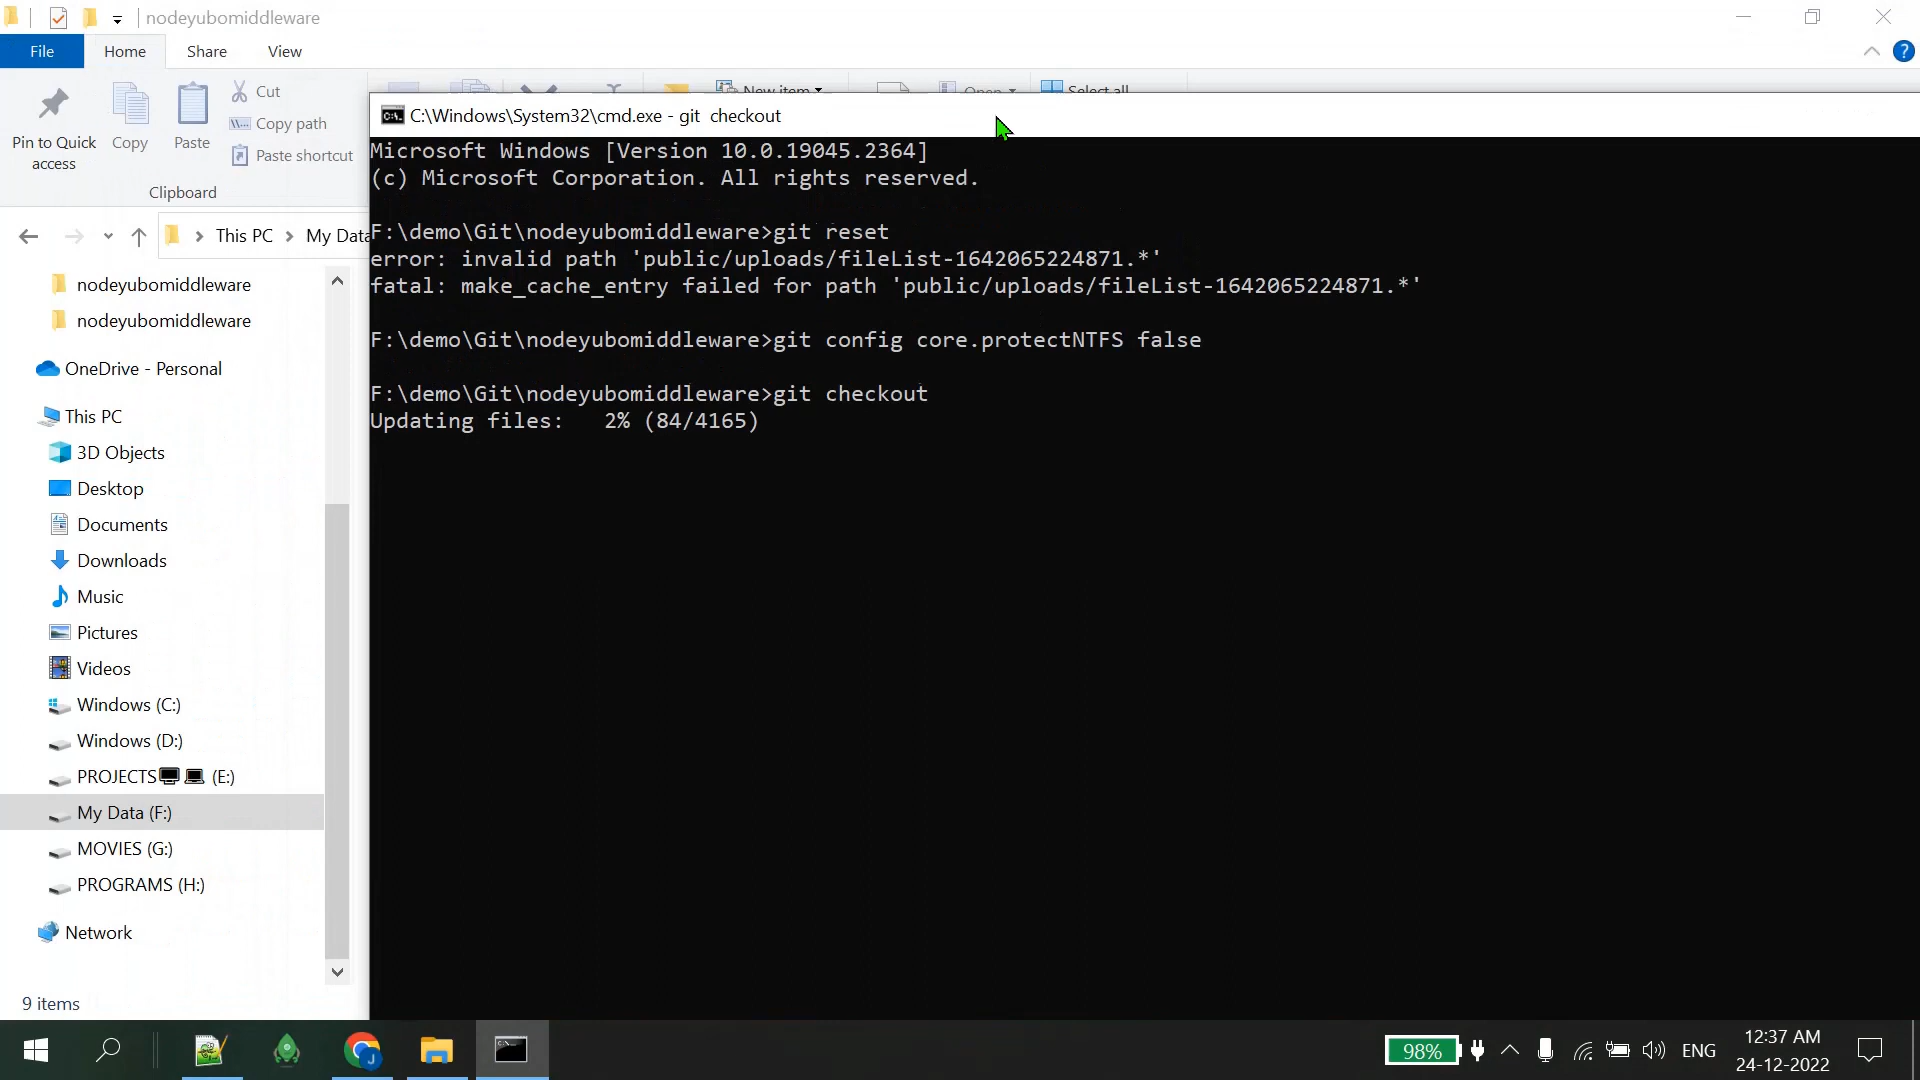 nodeyubomiddleware
File
Home
Share
View
Pin to Quick
access
Copy
Paste
Cut
Copy path
Paste shortcut
Clipboard
New item
Open
Select all
This PC
My Data
C:\Windows\System32\cmd.exe - git  checkout
Microsoft Windows [Version 10.0.19045.2364]
(c) Microsoft Corporation. All rights reserved.
F:\demo\Git\nodeyubomiddleware>git reset
error: invalid path 'public/uploads/fileList-1642065224871.*'
fatal: make_cache_entry failed for path 'public/uploads/fileList-1642065224871.*'
F:\demo\Git\nodeyubomiddleware>git config core.protectNTFS false
F:\demo\Git\nodeyubomiddleware>git checkout
Updating files:   2% (84/4165)
nodeyubomiddleware
nodeyubomiddleware
OneDrive - Personal
This PC
3D Objects
Desktop
Documents
Downloads
Music
Pictures
Videos
Windows (C:)
Windows (D:)
PROJECTS🖥💻 (E:)
My Data (F:)
MOVIES (G:)
PROGRAMS (H:)
Network
9 items
98%
ENG
12:37 AM
24-12-2022